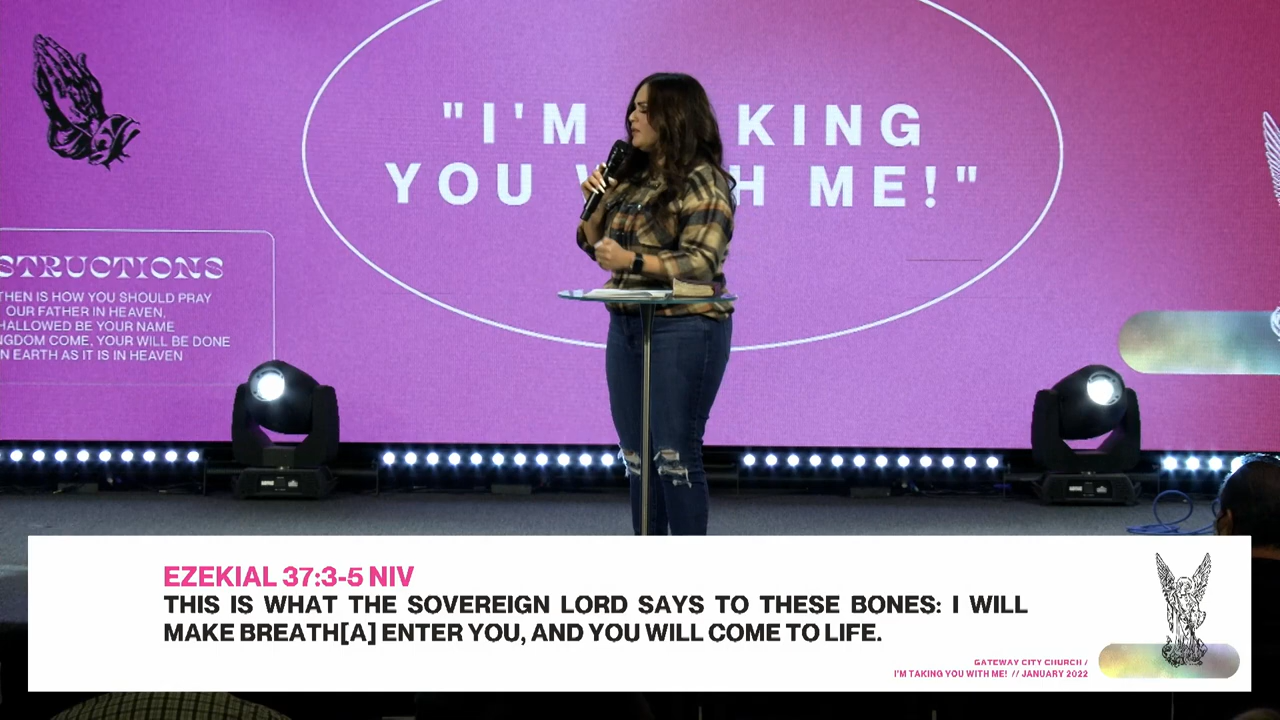 "I'M KING
YOU H ME!"
STRUCTIONS
THEN IS HOW YOU SHOULD PRAY
OUR FATHER IN HEAVEN,
HALLOWED BE YOUR NAME
NGDOM COME, YOUR WILL BE DONE
N EARTH AS IT IS IN HEAVEN
EZEKIAL 37:3-5 NIV
THIS IS WHAT THE SOVEREIGN LORD SAYS TO THESE BONES: I WILL
MAKE BREATH[A] ENTER YOU, AND YOU WILL COME TO LIFE.
GATEWAY CITY CHURCH /
I'M TAKING YOU WITH ME! // JANUARY 2022